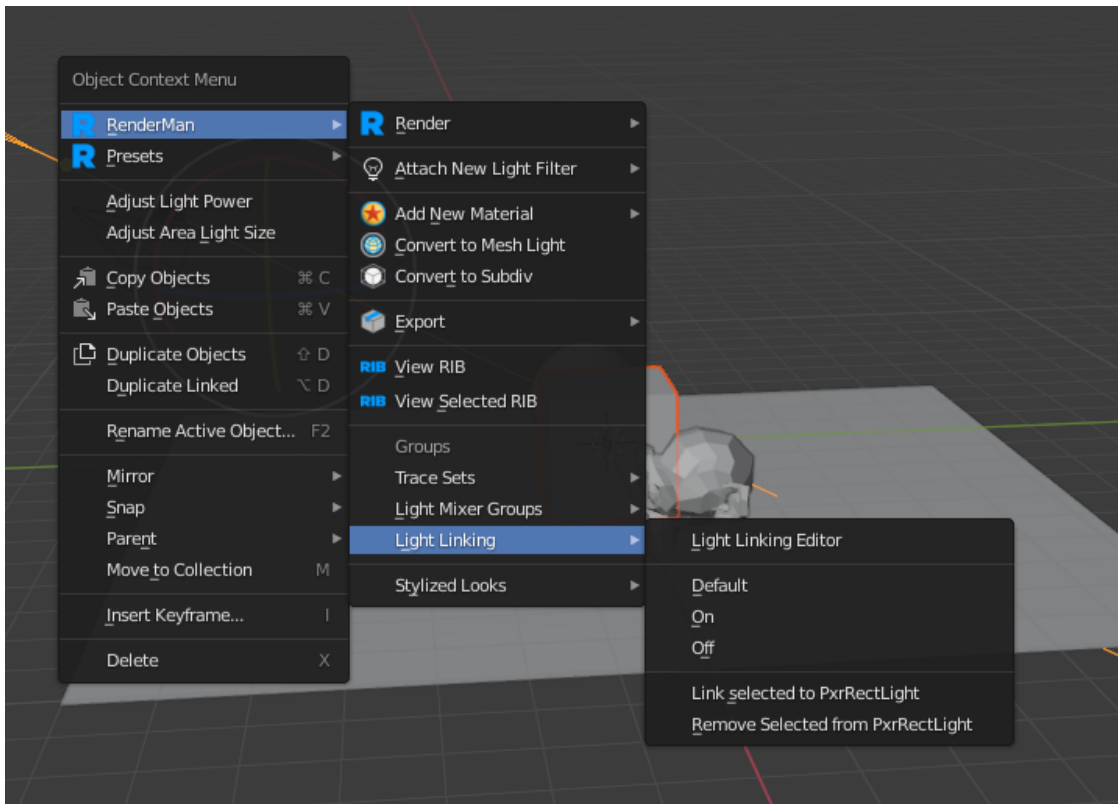 Object Context Menu
RenderMan
Presets
Adjust Light Power
Adjust Area Light Size
Copy Objects ⌘ C
Paste Objects ⌘ V
Duplicate Objects ⇧ D
Duplicate Linked ⌥ D
Rename Active Object... F2
Mirror
Snap
Parent
Move to Collection M
Insert Keyframe... I
Delete X
R Render
Attach New Light Filter
Add New Material
Convert to Mesh Light
Convert to Subdiv
Export
RIB View RIB
RIB View Selected RIB
Groups
Trace Sets
Light Mixer Groups
Light Linking
Stylized Looks
Light Linking Editor
Default
On
Off
Link selected to PxrRectLight
Remove Selected from PxrRectLight